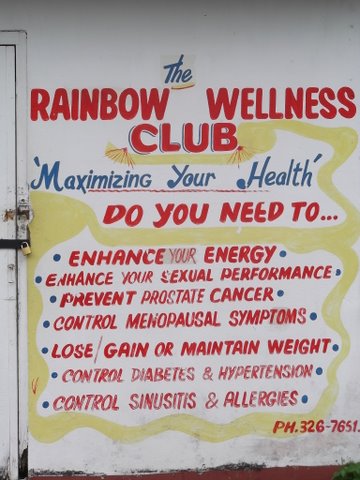 The
RAINBOW WELLNESS
CLUB
'Maximizing Your Health'
DO YOU NEED TO...
• ENHANCE YOUR ENERGY •
• ENHANCE YOUR SEXUAL PERFORMANCE •
• PREVENT PROSTATE CANCER •
• CONTROL MENOPAUSAL SYMPTOMS •
• LOSE/GAIN OR MAINTAIN WEIGHT •
• CONTROL DIABETES & HYPERTENSION •
• CONTROL SINUSITIS & ALLERGIES •
PH. 326-7651.